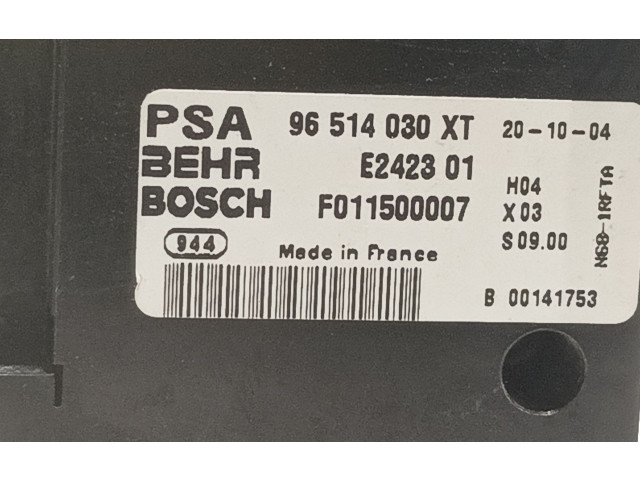 PSA 96 514 030 XT 20-10-04
BEHR E2423 01
BOSCH F011500007
H04
X03
S 09.00
944 Made in France
B 00141753
N68-1RFTA